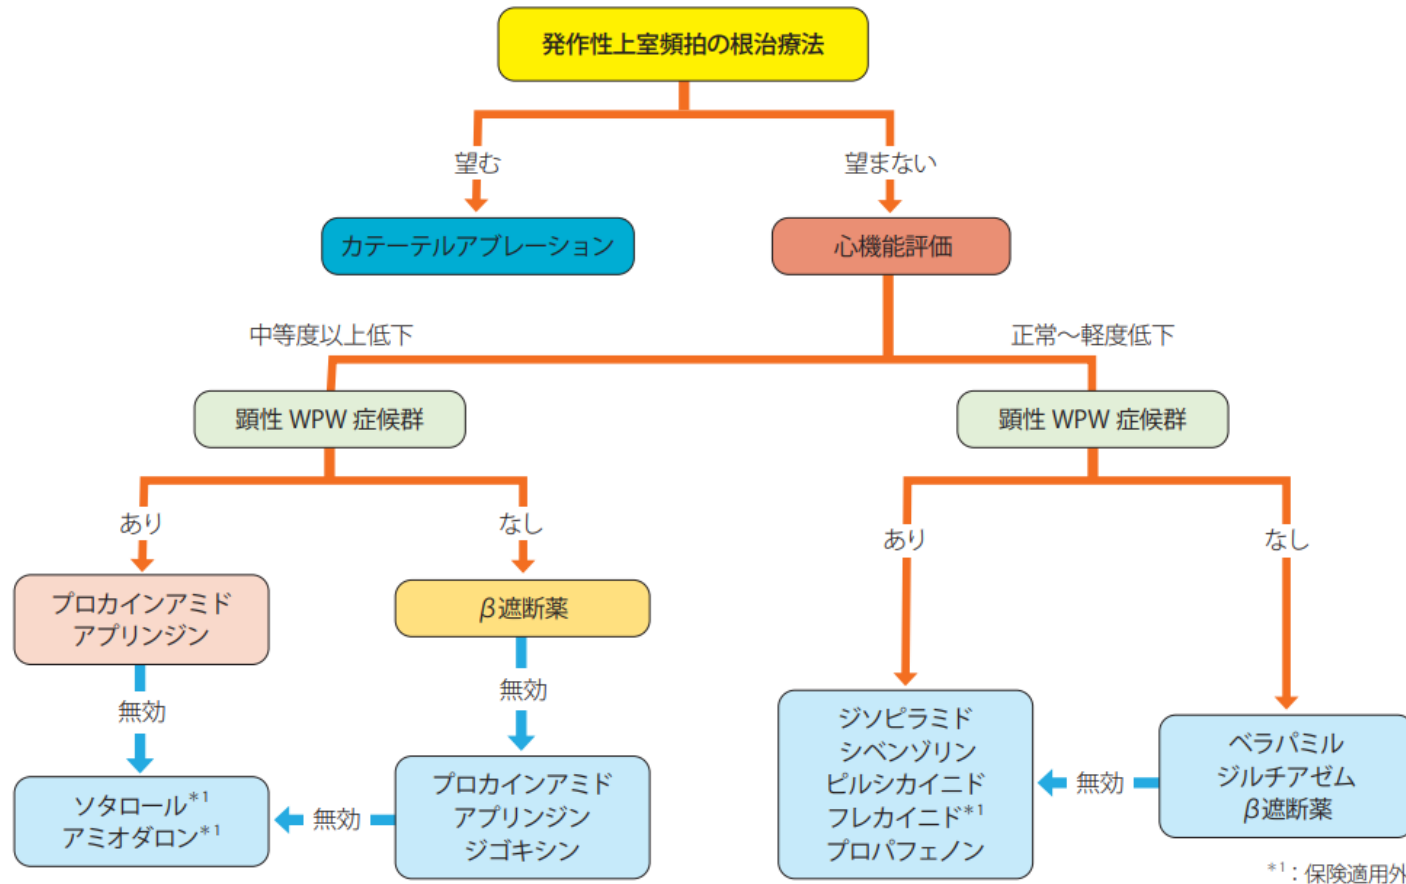 発作性上室頻拍の根治療法
望む
望まない
カテーテルアブレーション
心機能評価
中等度以上低下
正常～軽度低下
顕性 WPW 症候群
顕性 WPW 症候群
あり
なし
あり
なし
プロカインアミド
アプリンジン
β遮断薬
無効
無効
ソタロール*1
アミオダロン*1
無効
プロカインアミド
アプリンジン
ジゴキシン
ジソピラミド
シベンゾリン
ピルシカイニド
フレカイニド*1
プロパフェノン
無効
ベラパミル
ジルチアゼム
β遮断薬
*1：保険適用外